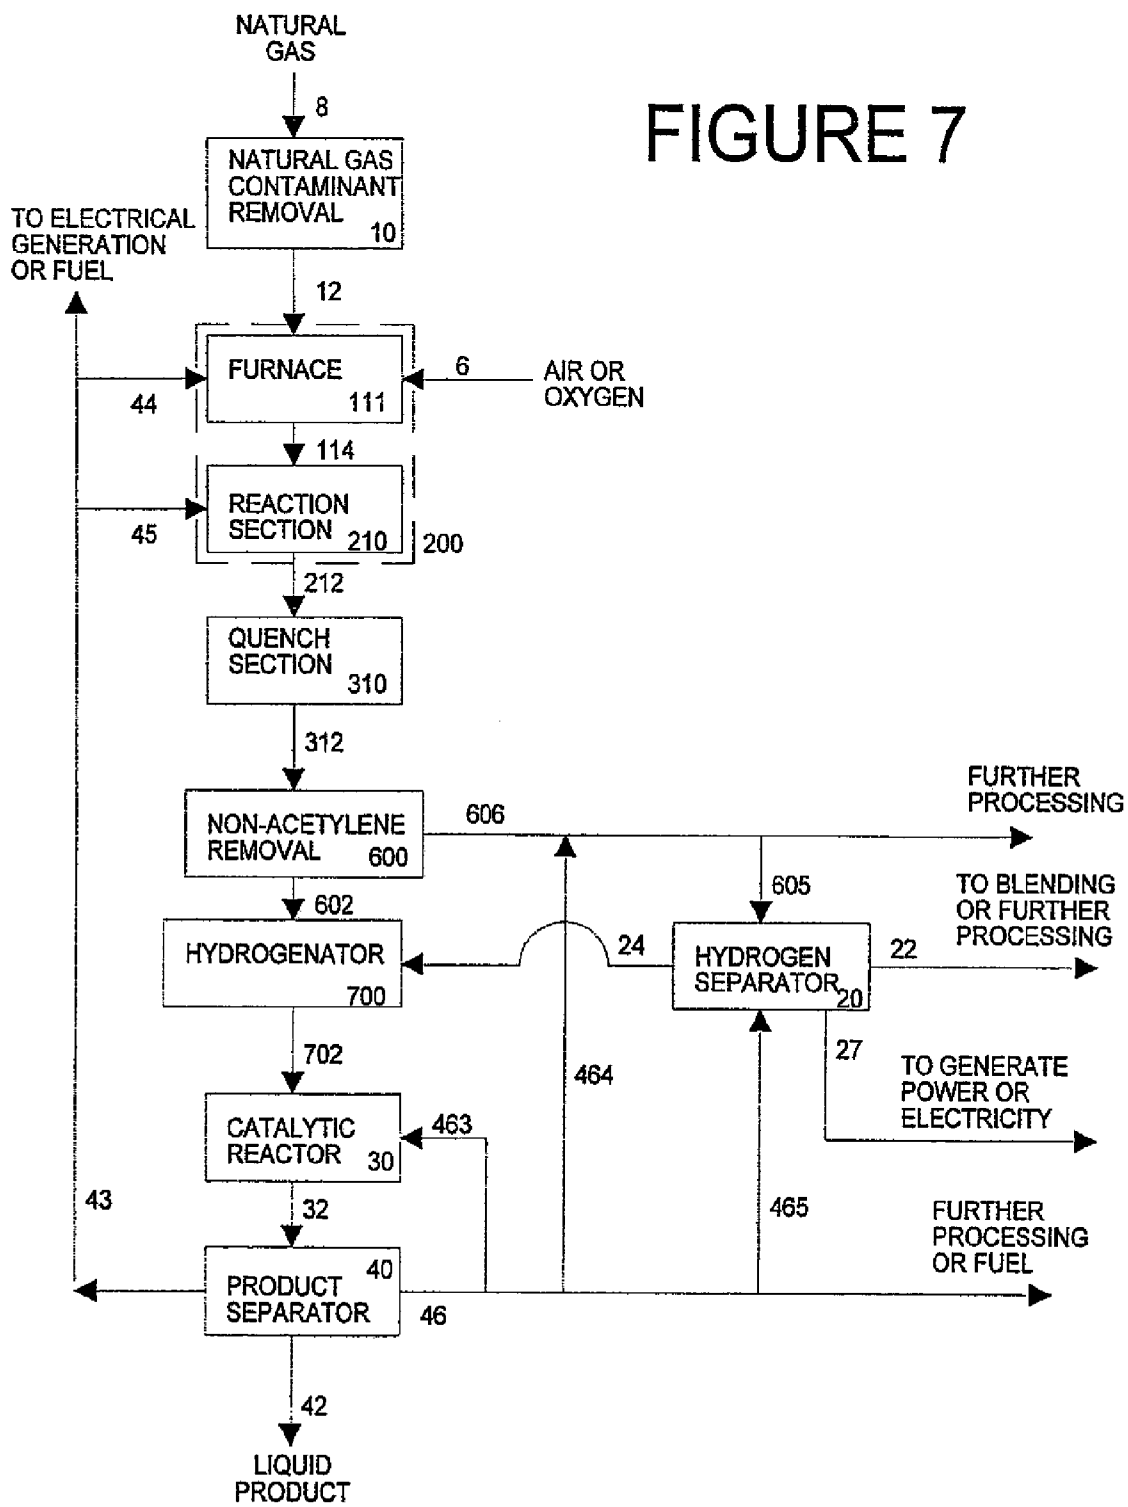 NATURAL
GAS
8
FIGURE 7
NATURAL GAS
CONTAMINANT
REMOVAL
10
TO ELECTRICAL
GENERATION
OR FUEL
12
FURNACE
111
6
AIR OR
OXYGEN
44
114
REACTION
SECTION
210
200
45
212
QUENCH
SECTION
310
312
NON-ACETYLENE
REMOVAL
600
606
FURTHER
PROCESSING
605
602
TO BLENDING
OR FURTHER
PROCESSING
HYDROGENATOR
700
24
HYDROGEN
SEPARATOR
20
22
27
702
464
TO GENERATE
POWER OR
ELECTRICITY
CATALYTIC
REACTOR
30
463
43
32
465
FURTHER
PROCESSING
OR FUEL
40
PRODUCT
SEPARATOR
46
42
LIQUID
PRODUCT